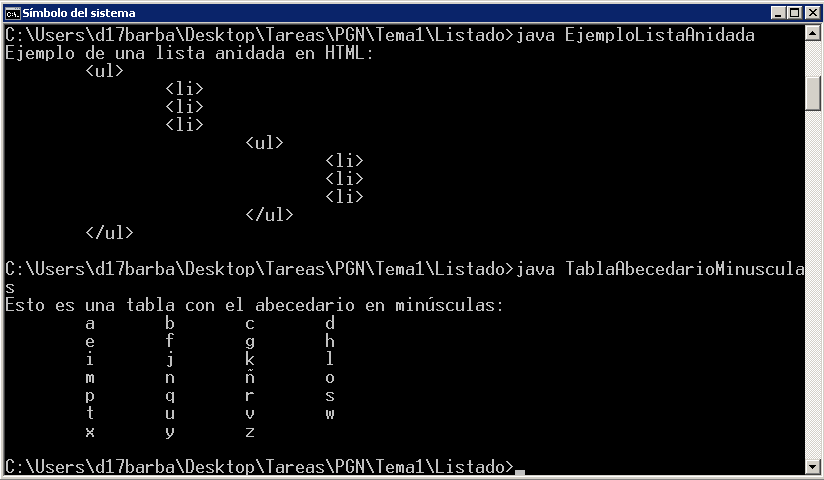 Símbolo del sistema
C:\Users\d17barba\Desktop\Tareas\PGN\Tema1\Listado>java EjemploListaAnidada
Ejemplo de una lista anidada en HTML:
<ul>
<li>
<li>
<li>
<ul>
<li>
<li>
<li>
</ul>
</ul>
C:\Users\d17barba\Desktop\Tareas\PGN\Tema1\Listado>java TablaAbecedarioMinuscula
s
Esto es una tabla con el abecedario en minúsculas:
a b c d
e f g h
i j k l
m n ñ o
p q r s
t u v w
x y z
C:\Users\d17barba\Desktop\Tareas\PGN\Tema1\Listado>